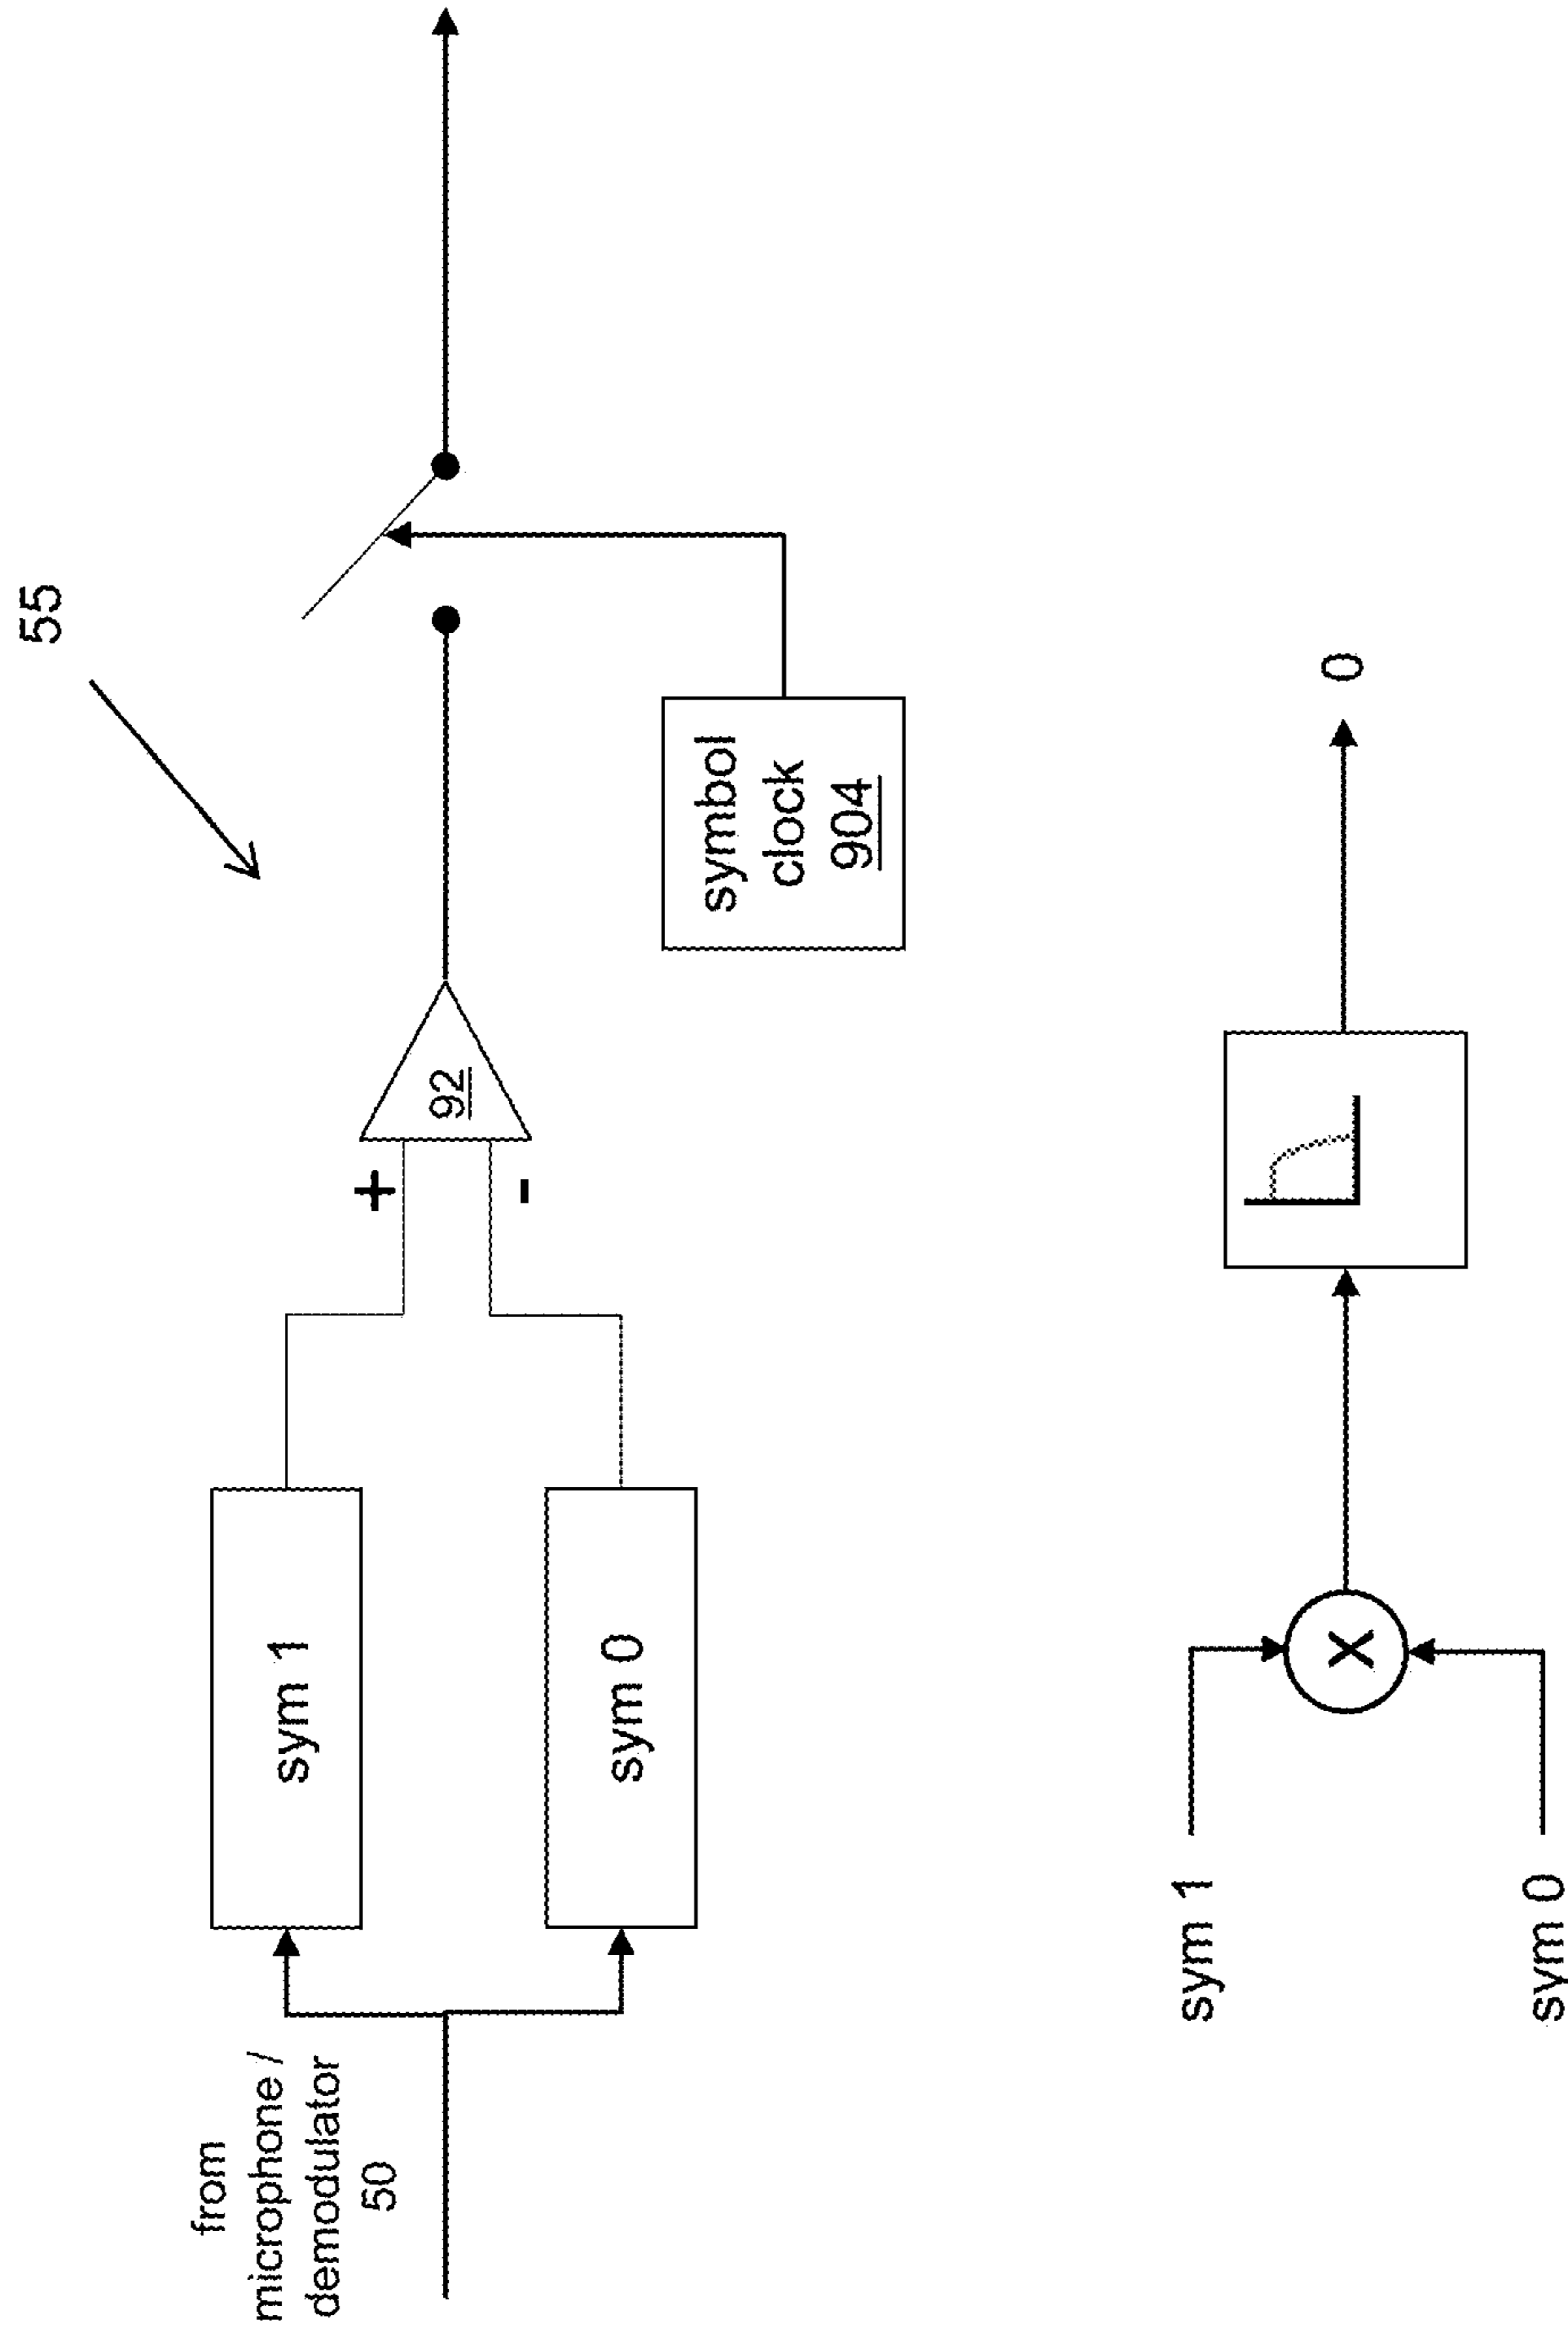 55
from
microphone /
demodulator
50
sym 1
sym 0
+
-
92
symbol
clock
904
sym 1
sym 0
X
0